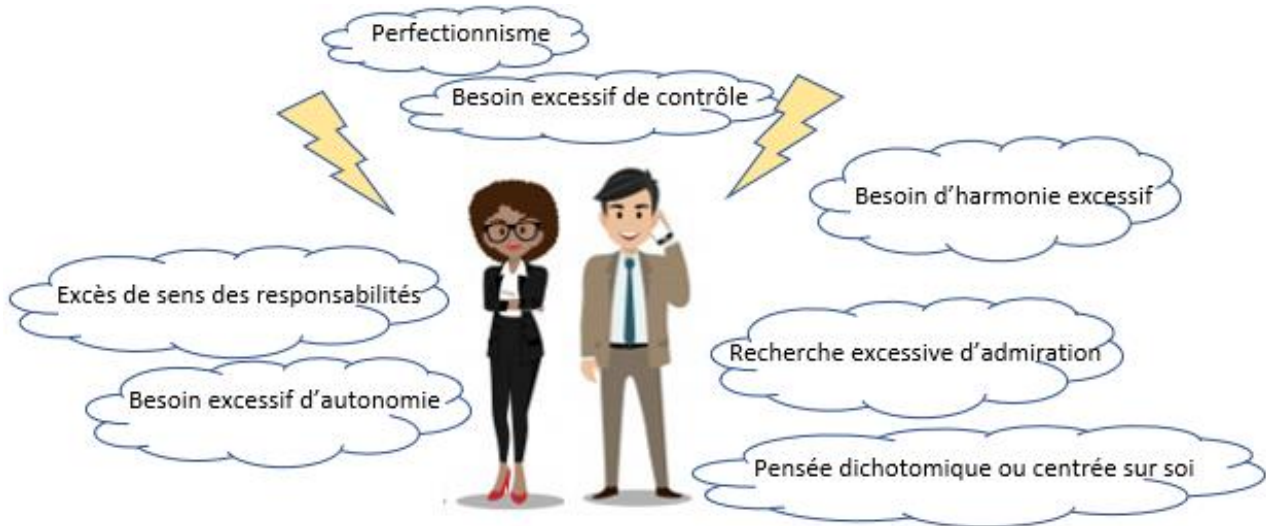 Perfectionnisme
Besoin excessif de contrôle
Besoin d’harmonie excessif
Excès de sens des responsabilités
Recherche excessive d’admiration
Besoin excessif d’autonomie
Pensée dichotomique ou centrée sur soi